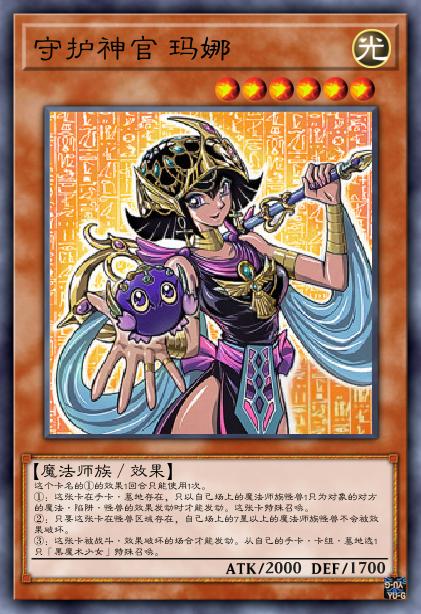 守护神官 玛娜
光
【魔法师族/效果】
这个卡名的①的效果1回合只能使用1次。
①：这张卡在手卡·墓地存在，只以自己场上的魔法师族怪兽1只为对象的对方
的魔法·陷阱·怪兽的效果发动时才能发动。这张卡特殊召唤。
②：只要这张卡在怪兽区域存在，自己场上的7星以上的魔法师族怪兽不会被效
果破坏。
③：这张卡被战斗·效果破坏的场合才能发动。从自己的手卡·卡组·墓地选1
只「黑魔术少女」特殊召唤。
ATK/2000 DEF/1700